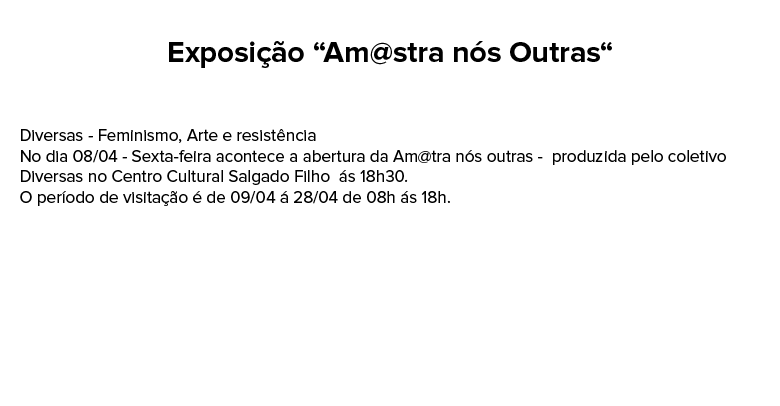 Exposição “Am@stra nós Outras“
Diversas - Feminismo, Arte e resistência
No dia 08/04 - Sexta-feira acontece a abertura da Am@tra nós outras -  produzida pelo coletivo
Diversas no Centro Cultural Salgado Filho  ás 18h30.
O período de visitação é de 09/04 á 28/04 de 08h ás 18h.